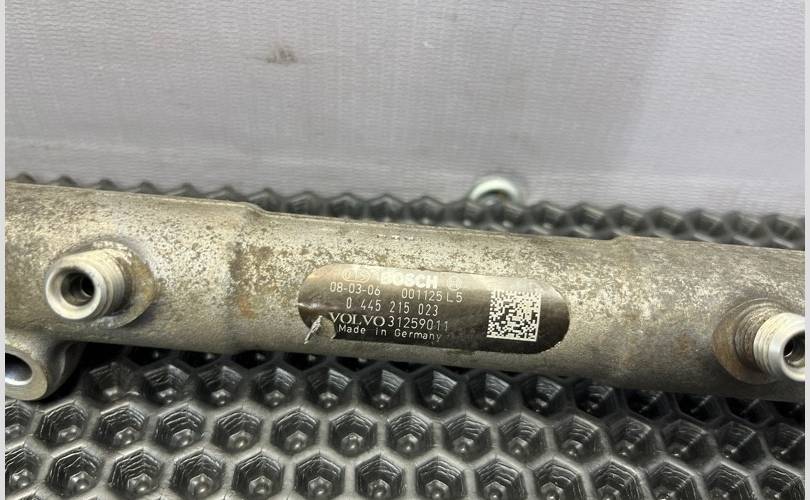 BOSCH
08-03-06 001125 L5
0 445 215 023
VOLVO 31259011
Made in Germany